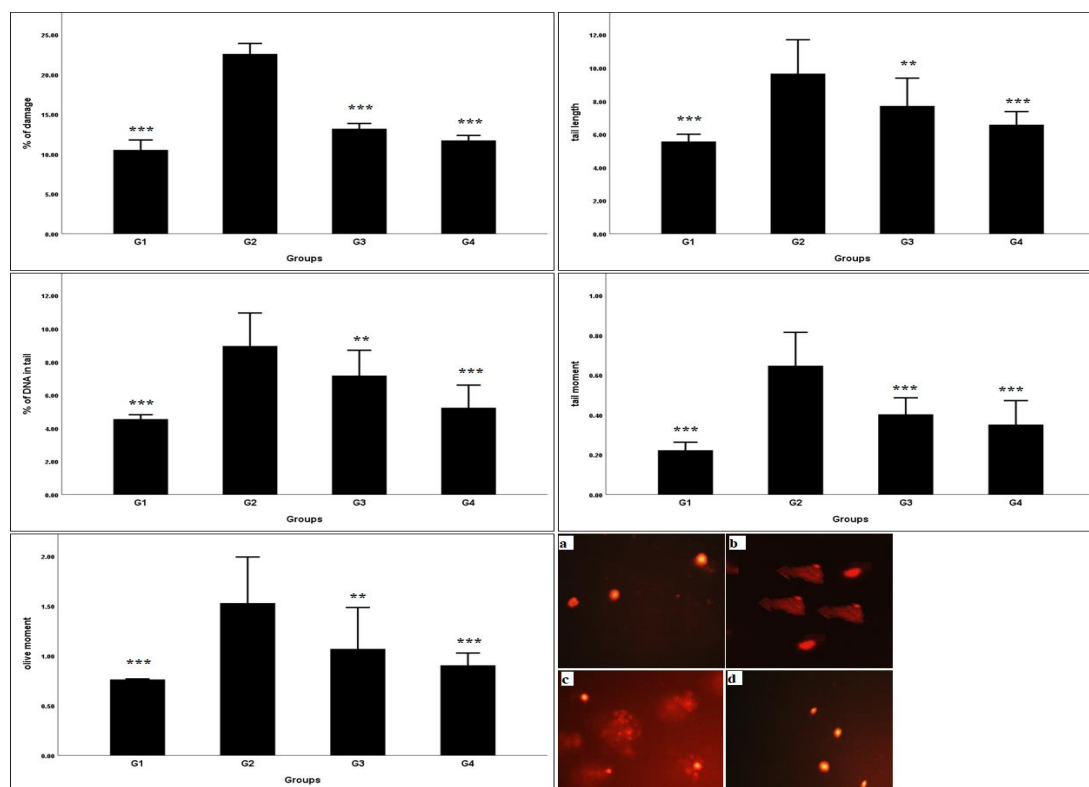 % of damage
25.00
20.00
15.00
10.00
5.00
0.00
***
***
***
G1
G2
G3
G4
Groups
tail length
12.00
10.00
8.00
6.00
4.00
2.00
0.00
***
**
***
G1
G2
G3
G4
Groups
% of DNA in tail
12.00
10.00
8.00
6.00
4.00
2.00
0.00
***
**
***
G1
G2
G3
G4
Groups
tail moment
1.00
0.80
0.60
0.40
0.20
0.00
***
***
***
G1
G2
G3
G4
Groups
olive moment
2.00
1.50
1.00
0.50
0.00
***
**
***
G1
G2
G3
G4
Groups
a
b
c
d